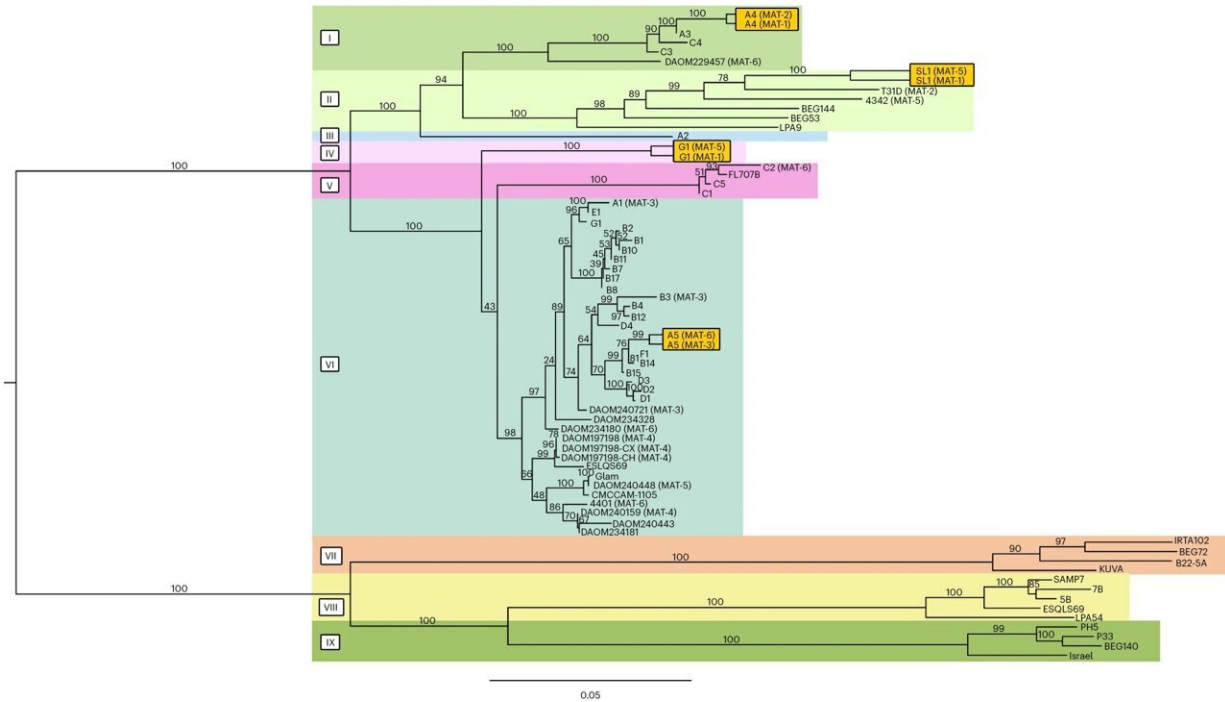 A4 (MAT-2)
A4 (MAT-1)
100
100
90
A3
I
C4
100
100
C3
DAOM229457 (MAT-6)
SL1 (MAT-5)
SL1 (MAT-1)
100
94
78
T31D (MAT-2)
99
4342 (MAT-5)
II
89
98
BEG144
100
100
BEG53
LPA9
III
A2
IV
100
G1 (MAT-5)
G1 (MAT-1)
100
93
C2 (MAT-6)
51
FL707B
V
100
C5
C1
100
A1 (MAT-3)
96
E1
G1
100
B2
52
52
B1
65
53
B10
45
B11
39
B7
100
B17
B8
99
B3 (MAT-3)
43
89
54
B4
97
B12
D4
A5 (MAT-6)
A5 (MAT-3)
99
64
76
VI
24
99
F1
81
B14
74
70
B15
D3
100
100
D2
D1
97
DAOM240721 (MAT-3)
DAOM234328
98
DAOM234180 (MAT-6)
78
DAOM197198 (MAT-4)
96
DAOM197198-CX (MAT-4)
99
DAOM197198-CH (MAT-4)
ESLQS69
66
100
Glam
100
DAOM240448 (MAT-5)
48
CMCCAM-1105
86
4401 (MAT-6)
70
DAOM240159 (MAT-4)
67
DAOM240443
DAOM234181
IRTA102
97
VII
90
BEG72
100
B22-5A
KUVA
100
SAMP7
100
85
7B
VIII
100
100
5B
ESQLS69
LPA54
100
PH5
99
100
P33
IX
100
BEG140
Israel
0.05